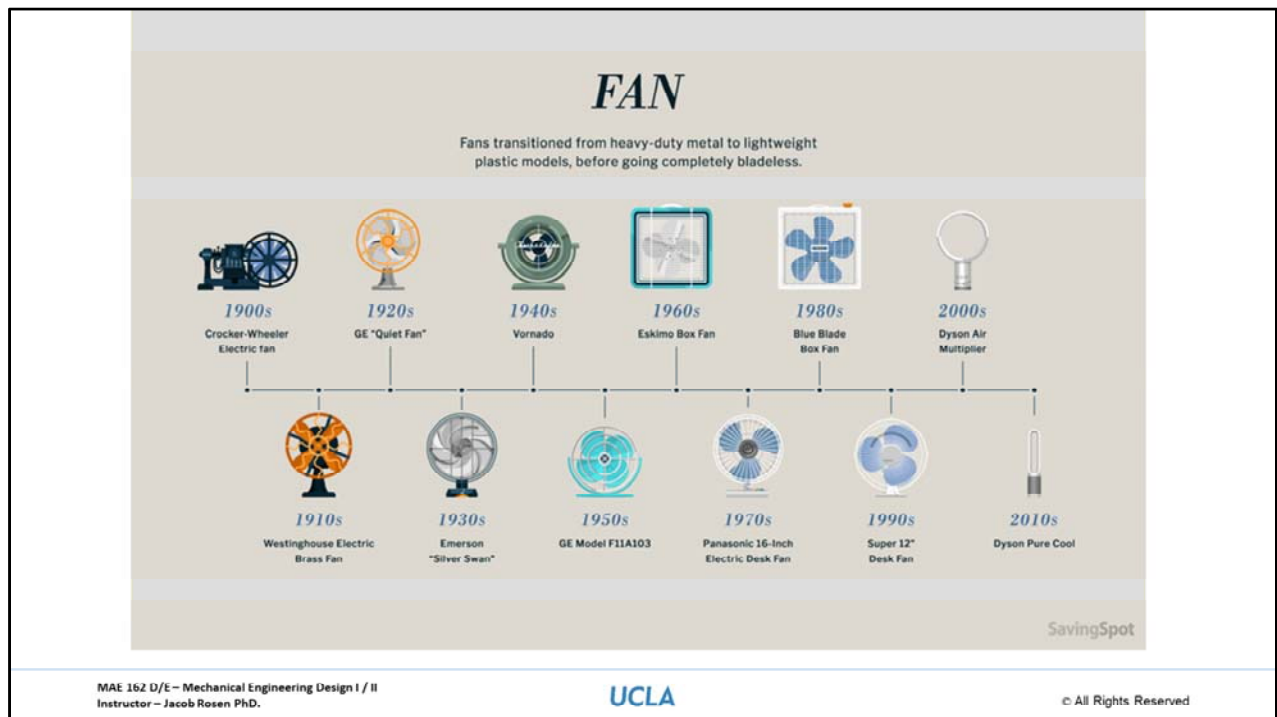 FAN
Fans transitioned from heavy-duty metal to lightweight
plastic models, before going completely bladeless.
1900s
Crocker-Wheeler
Electric fan
1920s
GE "Quiet Fan"
1940s
Vornado
1960s
Eskimo Box Fan
1980s
Blue Blade
Box Fan
2000s
Dyson Air
Multiplier
1910s
Westinghouse Electric
Brass Fan
1930s
Emerson
"Silver Swan"
1950s
GE Model F11A103
1970s
Panasonic 16-Inch
Electric Desk Fan
1990s
Super 12"
Desk Fan
2010s
Dyson Pure Cool
SavingSpot
MAE 162 D/E – Mechanical Engineering Design I / II
Instructor – Jacob Rosen PhD.
UCLA
© All Rights Reserved